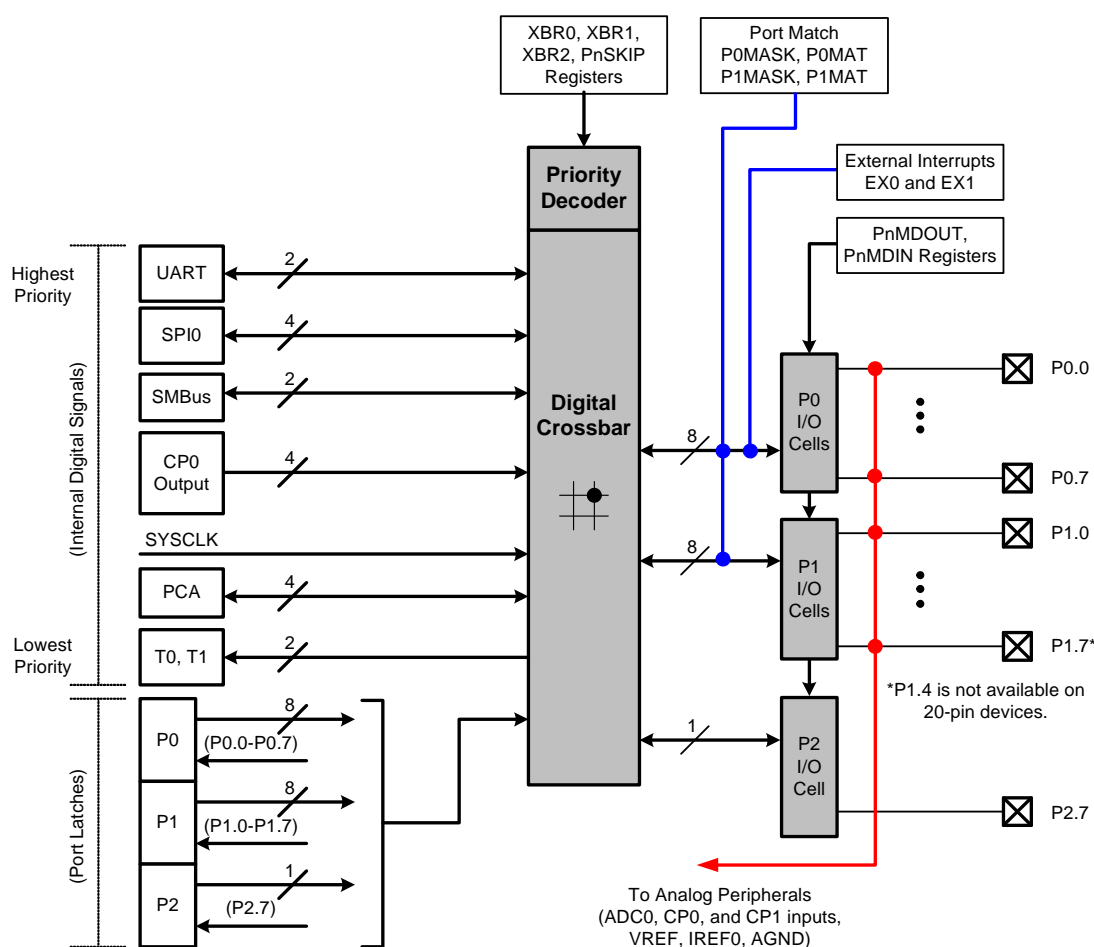 XBR0, XBR1,
XBR2, PnSKIP
Registers
Port Match
P0MASK, P0MAT
P1MASK, P1MAT
External Interrupts
EX0 and EX1
Priority
Decoder
PnMDOUT,
PnMDIN Registers
Highest
Priority
(Internal Digital Signals)
Lowest
Priority
UART
2
SPI0
4
SMBus
2
CP0
Output
4
SYSCLK
PCA
4
T0, T1
2
Digital
Crossbar
8
8
1
P0
I/O
Cells
P1
I/O
Cells
P2
I/O
Cell
P0.0
P0.7
P1.0
P1.7*
*P1.4 is not available on
20-pin devices.
P2.7
(Port Latches)
P0
8
(P0.0-P0.7)
P1
8
(P1.0-P1.7)
P2
1
(P2.7)
To Analog Peripherals
(ADC0, CP0, and CP1 inputs,
VREF, IREF0, AGND)